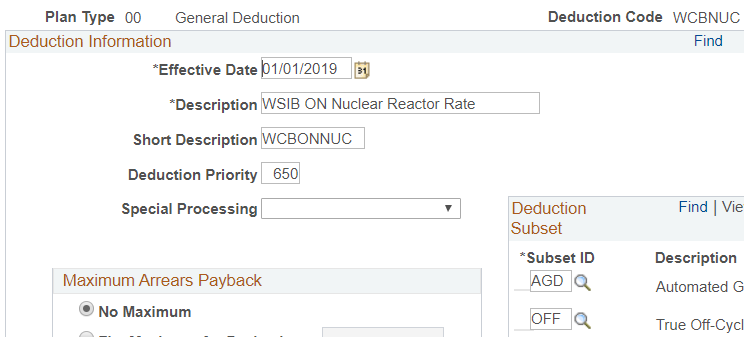 Plan Type 00 General Deduction Deduction Code WCBNUC
Deduction Information Find
*Effective Date 01/01/2019 31
*Description WSIB ON Nuclear Reactor Rate
Short Description WCBONNUC
Deduction Priority 650
Special Processing
Deduction Subset Find | Vie
*Subset ID Description
AGD Automated G
OFF True Off-Cycl
Maximum Arrears Payback
No Maximum